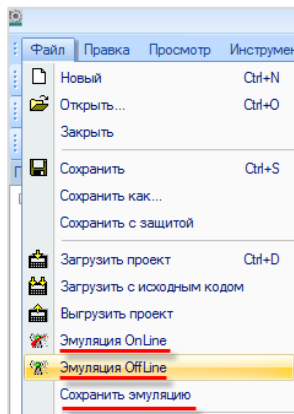 Файл Правка Просмотр Инструмен
Новый Ctrl+N
Открыть... Ctrl+O
Закрыть
Сохранить Ctrl+S
Сохранить как...
Сохранить с защитой
Загрузить проект Ctrl+D
Загрузить с исходным кодом
Выгрузить проект
Эмуляция OnLine
Эмуляция OffLine
Сохранить эмуляцию